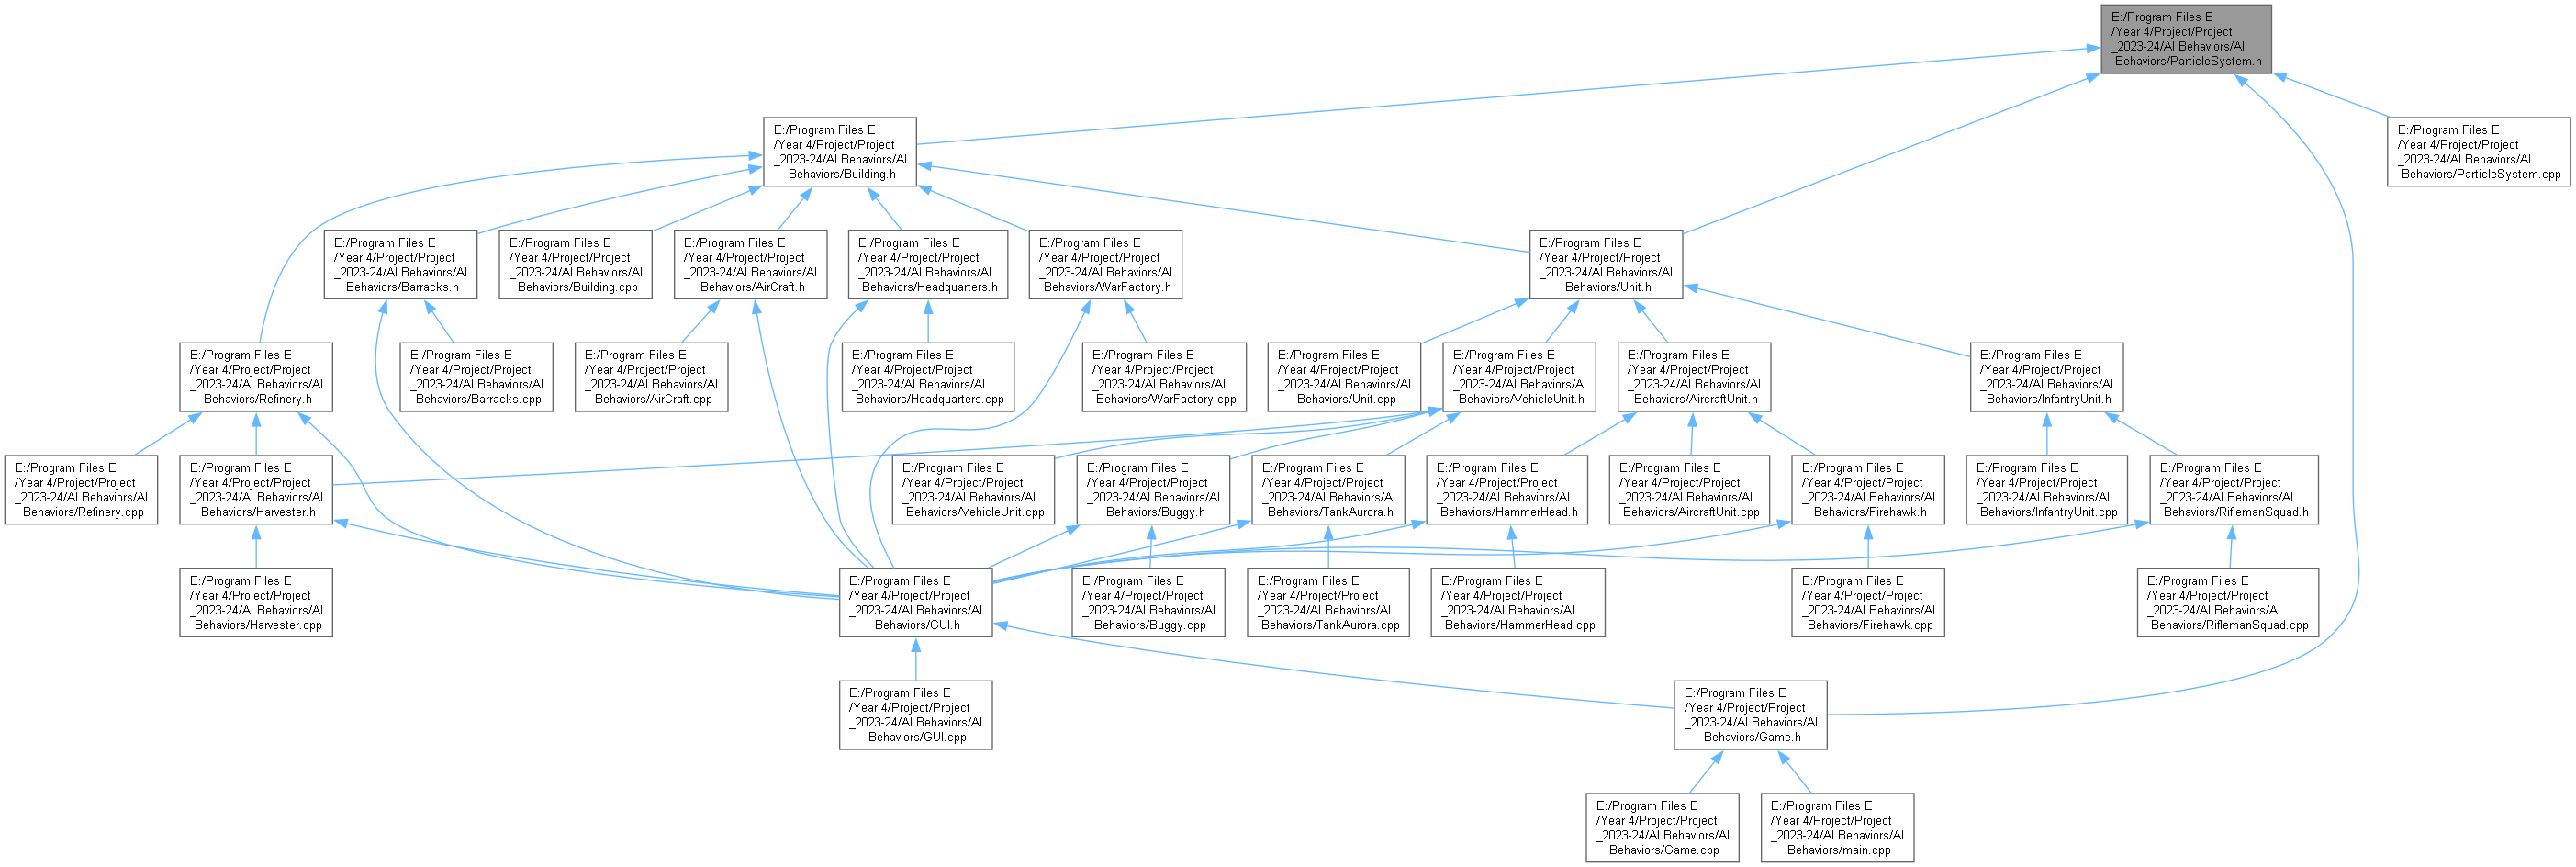 E:/Program Files E
/Year 4/Project/Project
_2023-24/AI Behaviors/AI
Behaviors/ParticleSystem.h
E:/Program Files E
/Year 4/Project/Project
_2023-24/AI Behaviors/AI
Behaviors/Building.h
E:/Program Files E
/Year 4/Project/Project
_2023-24/AI Behaviors/AI
Behaviors/ParticleSystem.cpp
E:/Program Files E
/Year 4/Project/Project
_2023-24/AI Behaviors/AI
Behaviors/Barracks.h
E:/Program Files E
/Year 4/Project/Project
_2023-24/AI Behaviors/AI
Behaviors/Building.cpp
E:/Program Files E
/Year 4/Project/Project
_2023-24/AI Behaviors/AI
Behaviors/AirCraft.h
E:/Program Files E
/Year 4/Project/Project
_2023-24/AI Behaviors/AI
Behaviors/Headquarters.h
E:/Program Files E
/Year 4/Project/Project
_2023-24/AI Behaviors/AI
Behaviors/WarFactory.h
E:/Program Files E
/Year 4/Project/Project
_2023-24/AI Behaviors/AI
Behaviors/Unit.h
E:/Program Files E
/Year 4/Project/Project
_2023-24/AI Behaviors/AI
Behaviors/Refinery.h
E:/Program Files E
/Year 4/Project/Project
_2023-24/AI Behaviors/AI
Behaviors/Barracks.cpp
E:/Program Files E
/Year 4/Project/Project
_2023-24/AI Behaviors/AI
Behaviors/AirCraft.cpp
E:/Program Files E
/Year 4/Project/Project
_2023-24/AI Behaviors/AI
Behaviors/Headquarters.cpp
E:/Program Files E
/Year 4/Project/Project
_2023-24/AI Behaviors/AI
Behaviors/WarFactory.cpp
E:/Program Files E
/Year 4/Project/Project
_2023-24/AI Behaviors/AI
Behaviors/Unit.cpp
E:/Program Files E
/Year 4/Project/Project
_2023-24/AI Behaviors/AI
Behaviors/VehicleUnit.h
E:/Program Files E
/Year 4/Project/Project
_2023-24/AI Behaviors/AI
Behaviors/AircraftUnit.h
E:/Program Files E
/Year 4/Project/Project
_2023-24/AI Behaviors/AI
Behaviors/InfantryUnit.h
E:/Program Files E
/Year 4/Project/Project
_2023-24/AI Behaviors/AI
Behaviors/Refinery.cpp
E:/Program Files E
/Year 4/Project/Project
_2023-24/AI Behaviors/AI
Behaviors/Harvester.h
E:/Program Files E
/Year 4/Project/Project
_2023-24/AI Behaviors/AI
Behaviors/VehicleUnit.cpp
E:/Program Files E
/Year 4/Project/Project
_2023-24/AI Behaviors/AI
Behaviors/Buggy.h
E:/Program Files E
/Year 4/Project/Project
_2023-24/AI Behaviors/AI
Behaviors/TankAurora.h
E:/Program Files E
/Year 4/Project/Project
_2023-24/AI Behaviors/AI
Behaviors/HammerHead.h
E:/Program Files E
/Year 4/Project/Project
_2023-24/AI Behaviors/AI
Behaviors/AircraftUnit.cpp
E:/Program Files E
/Year 4/Project/Project
_2023-24/AI Behaviors/AI
Behaviors/Firehawk.h
E:/Program Files E
/Year 4/Project/Project
_2023-24/AI Behaviors/AI
Behaviors/InfantryUnit.cpp
E:/Program Files E
/Year 4/Project/Project
_2023-24/AI Behaviors/AI
Behaviors/RiflemanSquad.h
E:/Program Files E
/Year 4/Project/Project
_2023-24/AI Behaviors/AI
Behaviors/Harvester.cpp
E:/Program Files E
/Year 4/Project/Project
_2023-24/AI Behaviors/AI
Behaviors/GUI.h
E:/Program Files E
/Year 4/Project/Project
_2023-24/AI Behaviors/AI
Behaviors/Buggy.cpp
E:/Program Files E
/Year 4/Project/Project
_2023-24/AI Behaviors/AI
Behaviors/TankAurora.cpp
E:/Program Files E
/Year 4/Project/Project
_2023-24/AI Behaviors/AI
Behaviors/HammerHead.cpp
E:/Program Files E
/Year 4/Project/Project
_2023-24/AI Behaviors/AI
Behaviors/Firehawk.cpp
E:/Program Files E
/Year 4/Project/Project
_2023-24/AI Behaviors/AI
Behaviors/RiflemanSquad.cpp
E:/Program Files E
/Year 4/Project/Project
_2023-24/AI Behaviors/AI
Behaviors/GUI.cpp
E:/Program Files E
/Year 4/Project/Project
_2023-24/AI Behaviors/AI
Behaviors/Game.h
E:/Program Files E
/Year 4/Project/Project
_2023-24/AI Behaviors/AI
Behaviors/Game.cpp
E:/Program Files E
/Year 4/Project/Project
_2023-24/AI Behaviors/AI
Behaviors/main.cpp